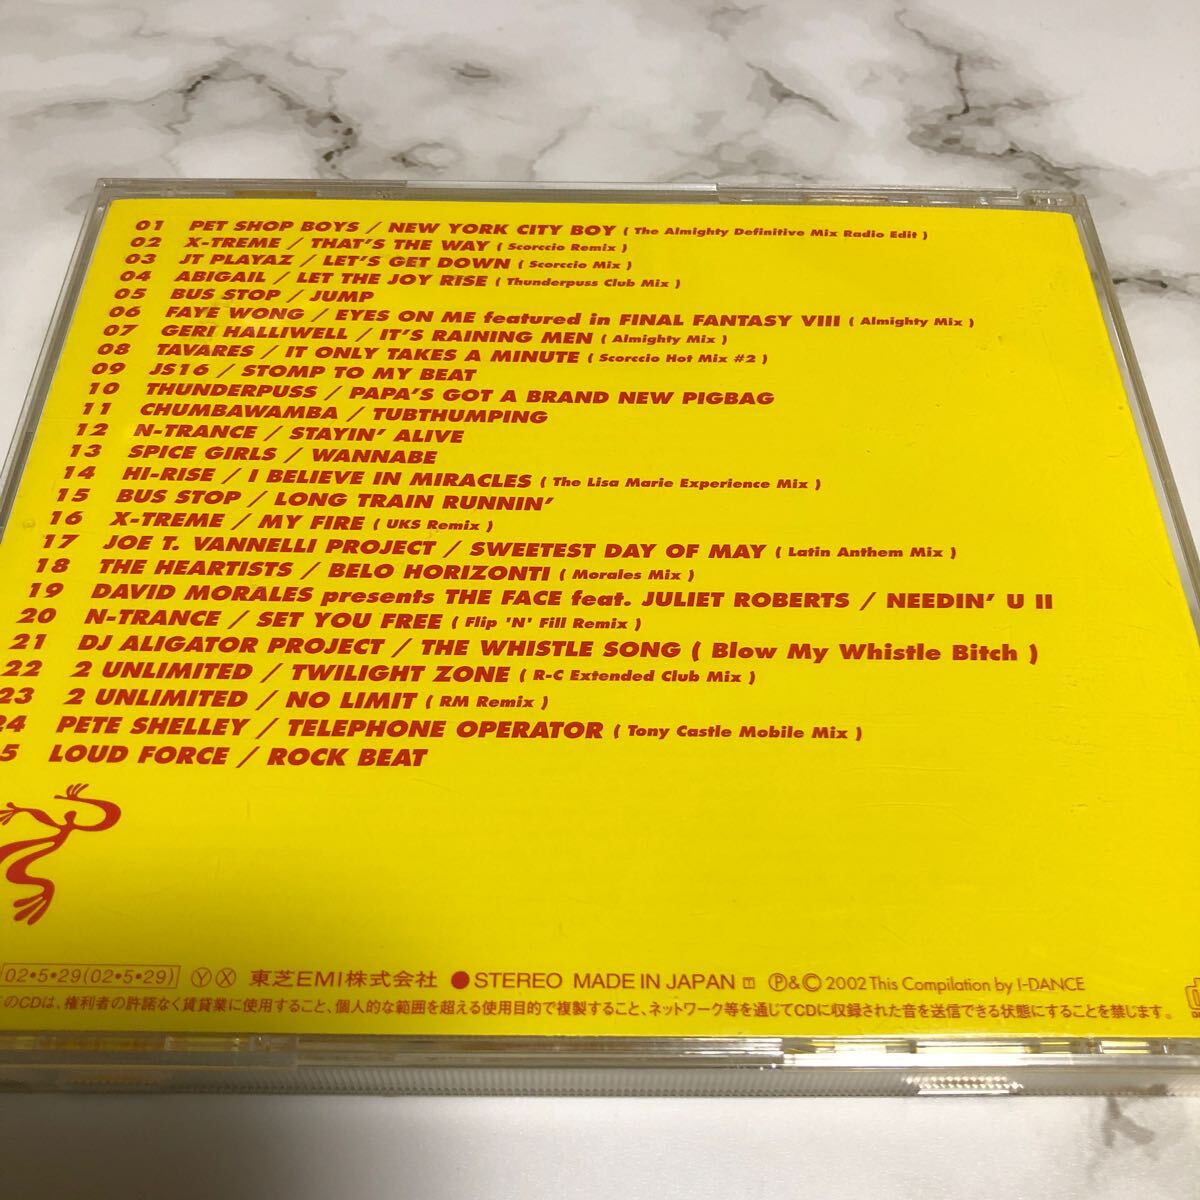 01 PET SHOP BOYS / NEW YORK CITY BOY ( The Almighty Definitive Mix Radio Edit )
02 X-TREME / THAT'S THE WAY ( Scorccio Remix )
03 JT PLAYAZ / LET'S GET DOWN ( Scorccio Mix )
04 ABIGAIL / LET THE JOY RISE ( Thunderpuss Club Mix )
05 BUS STOP / JUMP
06 FAYE WONG / EYES ON ME featured in FINAL FANTASY VIII ( Almighty Mix )
07 GERI HALLIWELL / IT'S RAINING MEN ( Almighty Mix )
08 TAVARES / IT ONLY TAKES A MINUTE ( Scorccio Hot Mix #2 )
09 JS16 / STOMP TO MY BEAT
10 THUNDERPUSS / PAPA'S GOT A BRAND NEW PIGBAG
11 CHUMBAWAMBA / TUBTHUMPING
12 N-TRANCE / STAYIN' ALIVE
13 SPICE GIRLS / WANNABE
14 HI-RISE / I BELIEVE IN MIRACLES ( The Lisa Marie Experience Mix )
15 BUS STOP / LONG TRAIN RUNNIN'
16 X-TREME / MY FIRE ( UKS Remix )
17 JOE T. VANNELLI PROJECT / SWEETEST DAY OF MAY ( Latin Anthem Mix )
18 THE HEARTISTS / BELO HORIZONTI ( Morales Mix )
19 DAVID MORALES presents THE FACE feat. JULIET ROBERTS / NEEDIN' U II
20 N-TRANCE / SET YOU FREE ( Flip 'N' Fill Remix )
21 DJ ALIGATOR PROJECT / THE WHISTLE SONG ( Blow My Whistle Bitch )
22 2 UNLIMITED / TWILIGHT ZONE ( R-C Extended Club Mix )
23 2 UNLIMITED / NO LIMIT ( RM Remix )
24 PETE SHELLEY / TELEPHONE OPERATOR ( Tony Castle Mobile Mix )
5 LOUD FORCE / ROCK BEAT
02•5•29(02•5•29) Ⓨ Ⓧ 東芝EMI株式会社 ●STEREO MADE IN JAPAN ℗&© 2002 This Compilation by I-DANCE
のCDは、権利者の許諾なく賃貸業に使用すること、個人的な範囲を超える使用目的で複製すること、ネットワーク等を通じてCDに収録された音を送信できる状態にすることを禁じます。